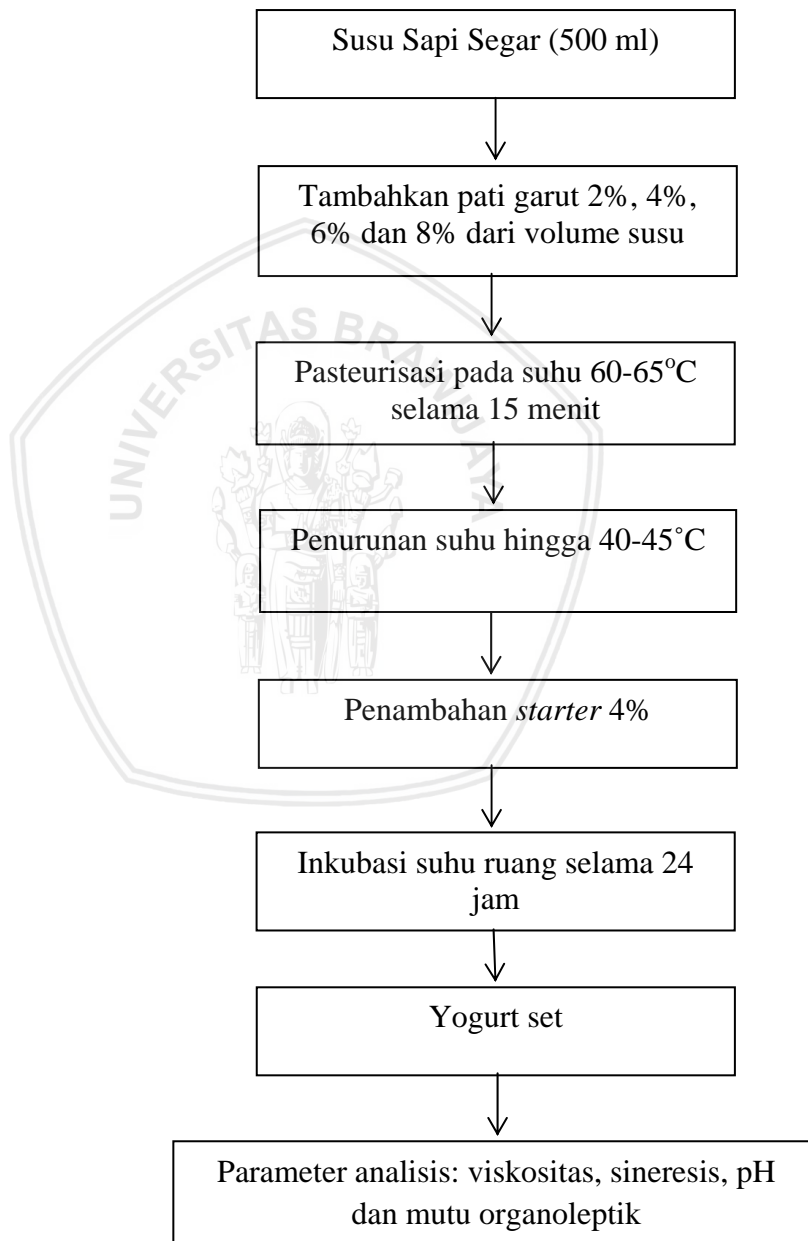 Susu Sapi Segar (500 ml)
Tambahkan pati garut 2%, 4%,
6% dan 8% dari volume susu
UNIVERSITAS BRAWIJAYA
Pasteurisasi pada suhu 60-65°C
selama 15 menit
Penurunan suhu hingga 40-45˚C
Penambahan starter 4%
Inkubasi suhu ruang selama 24
jam
Yogurt set
Parameter analisis: viskositas, sineresis, pH
dan mutu organoleptik